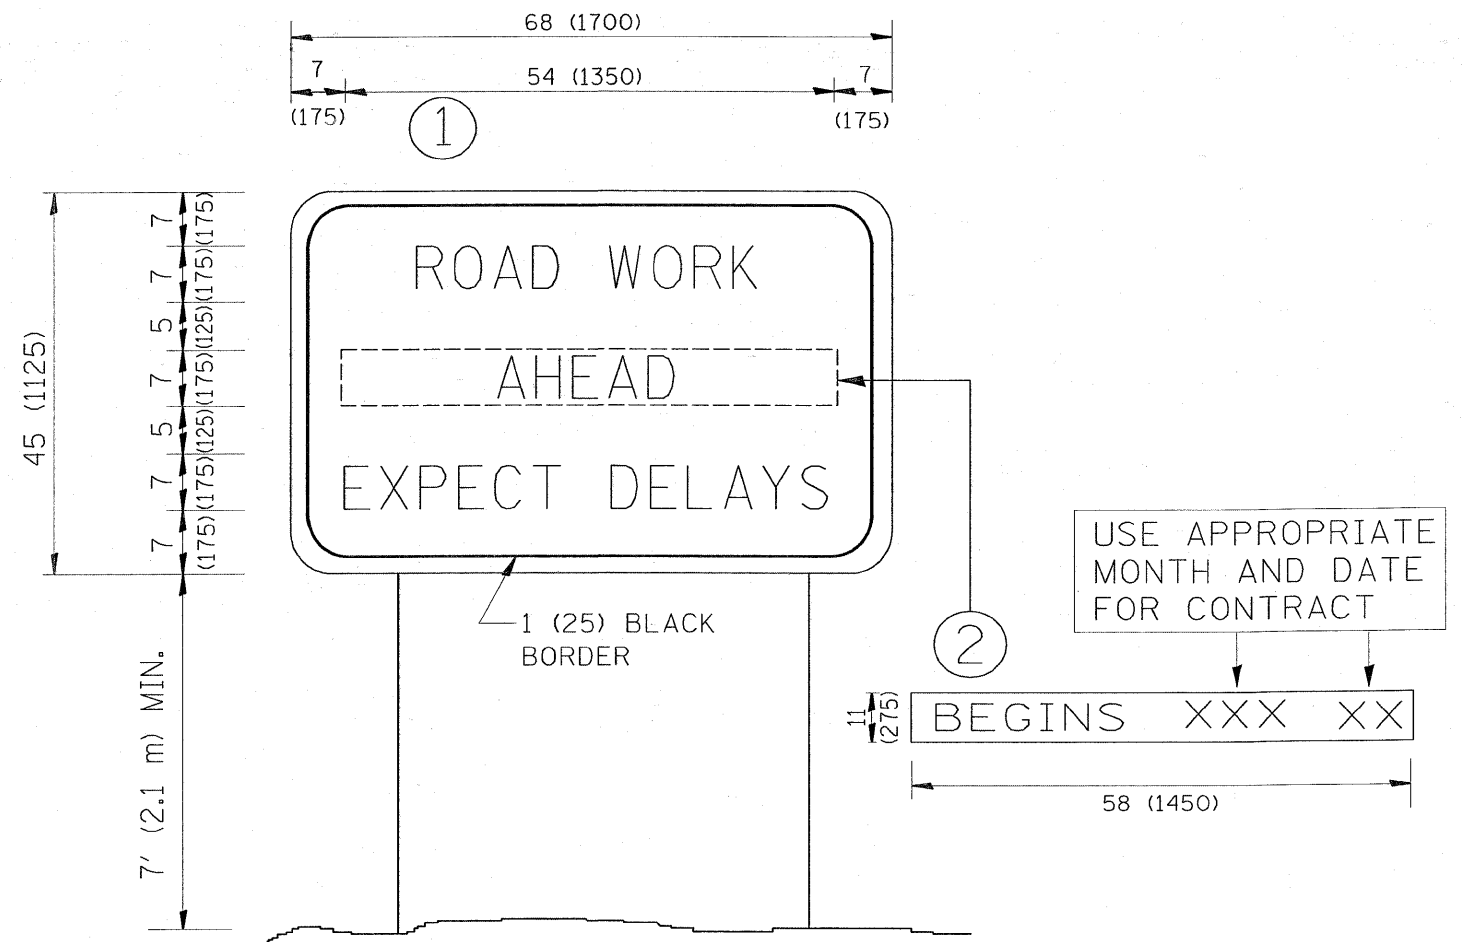 68 (1700)
7
54 (1350)
7
(175)
(175)
1
45 (1125)
7
(175)
7
(175)
5
(125)
7
(175)
5
(125)
7
(175)
7
(175)
ROAD WORK
AHEAD
EXPECT DELAYS
1 (25) BLACK
BORDER
7' (2.1 m) MIN.
2
USE APPROPRIATE
MONTH AND DATE
FOR CONTRACT
11
(275)
BEGINS XXX XX
58 (1450)